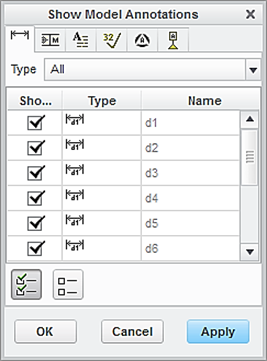 Show Model Annotations
Type All
Sho... Type Name
d1
d2
d3
d4
d5
d6
OK Cancel Apply